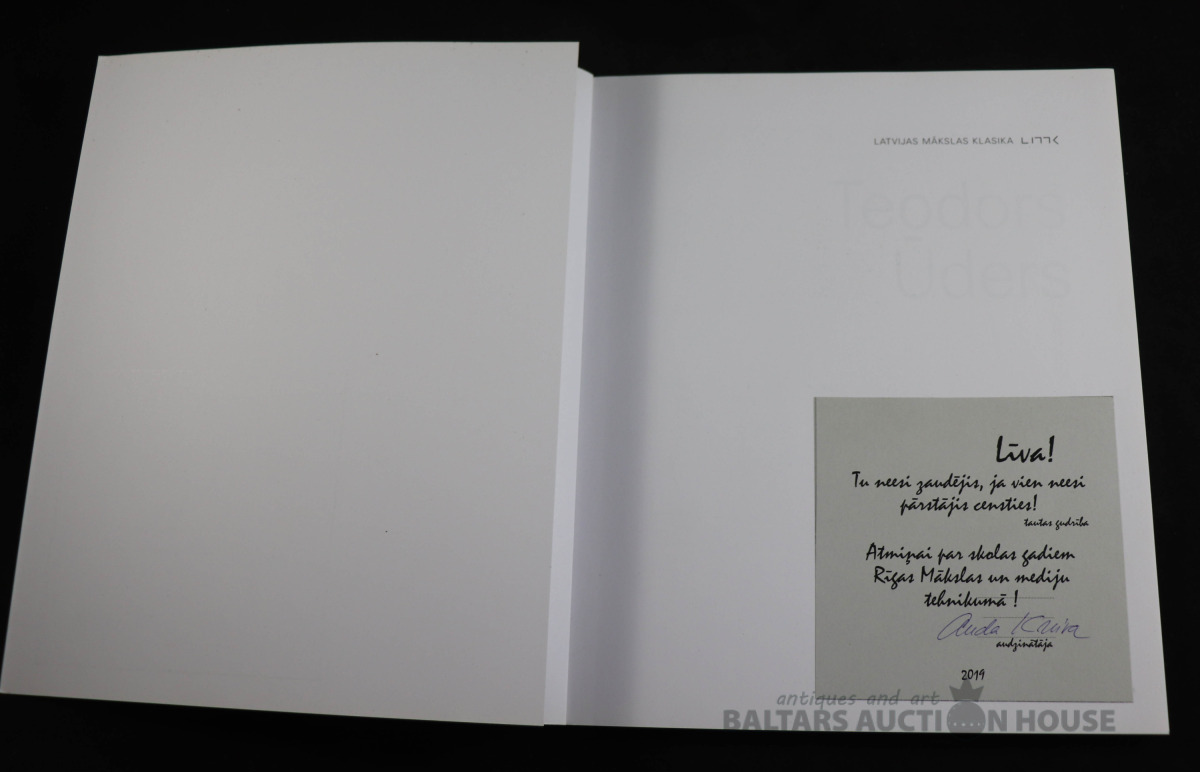 LATVIJAS MĀKSLAS KLASIKA
Teodors
Ūders
Līva!
Tu neesi zaudējis, ja vien neesi
pārstājis censties!
tautas gudrība
Atmiņai par skolas gadiem
Rīgas Mākslas un mediju
tehnikumā !
Anda
audzinātāja
2019
antiques and art
BALTARS AUCTION HOUSE